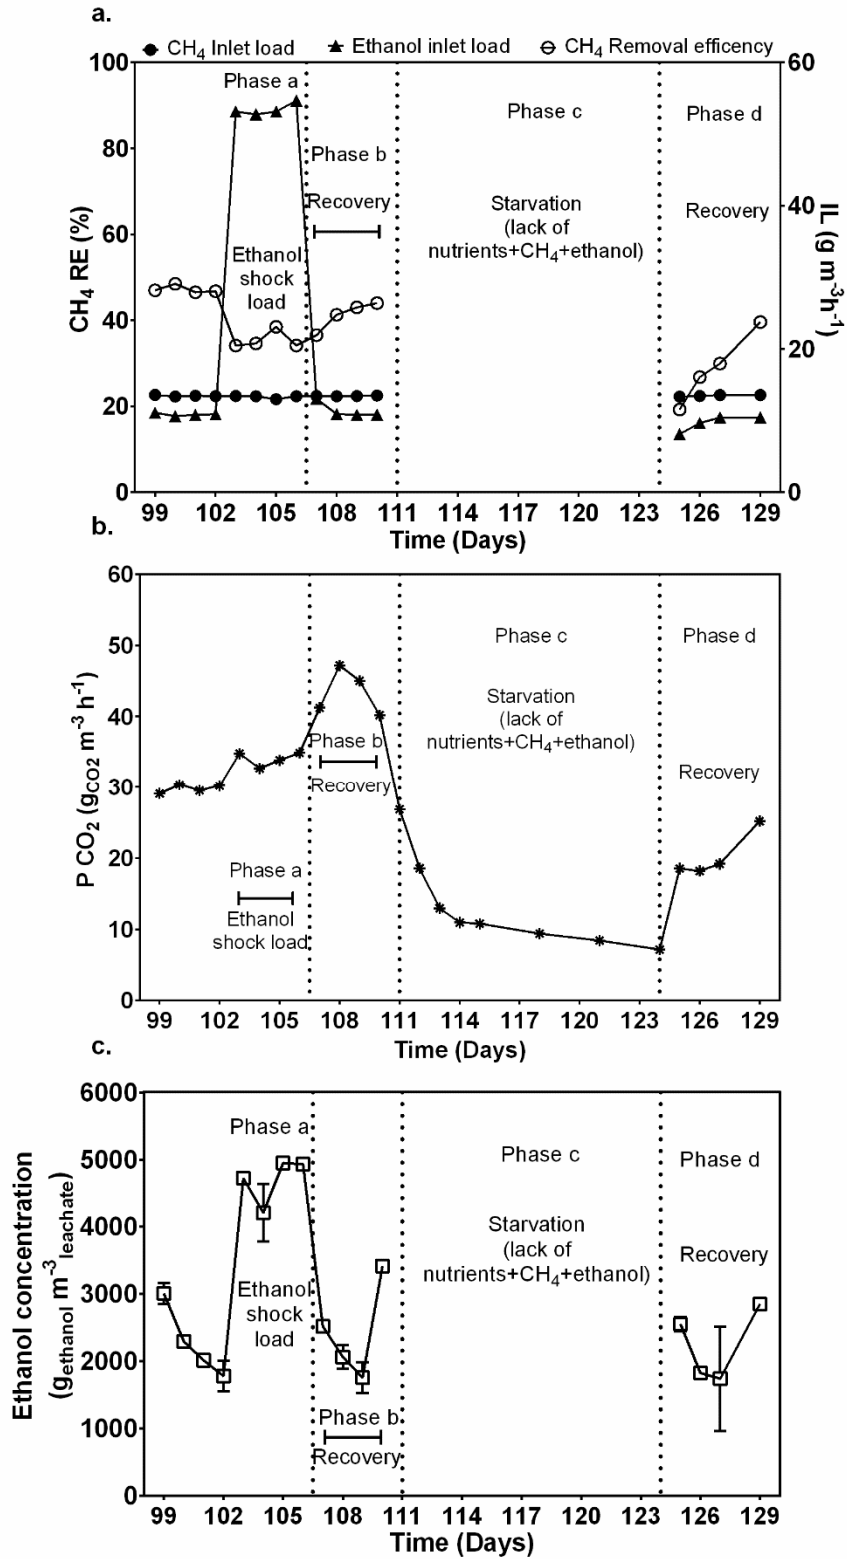 a.
CH4 Inlet load Ethanol inlet load CH4 Removal efficency
100
80
60
40
20
0
CH4 RE (%)
60
40
20
0
IL (g m-3h-1)
Phase a
Ethanol
shock
load
Phase b
Recovery
Phase c
Starvation
(lack of
nutrients+CH4+ethanol)
Phase d
Recovery
99 102 105 108 111 114 117 120 123 126 129
Time (Days)
b.
60
50
40
30
20
10
0
P CO2 (gCO2 m-3 h-1)
Phase a
Ethanol
shock load
Phase b
Recovery
Phase c
Starvation
(lack of
nutrients+CH4+ethanol)
Phase d
Recovery
99 102 105 108 111 114 117 120 123 126 129
Time (Days)
c.
6000
5000
4000
3000
2000
1000
0
Ethanol concentration
(gethanol m-3 leachate)
Phase a
Ethanol
shock
load
Phase b
Recovery
Phase c
Starvation
(lack of
nutrients+CH4+ethanol)
Phase d
Recovery
99 102 105 108 111 114 117 120 123 126 129
Time (Days)